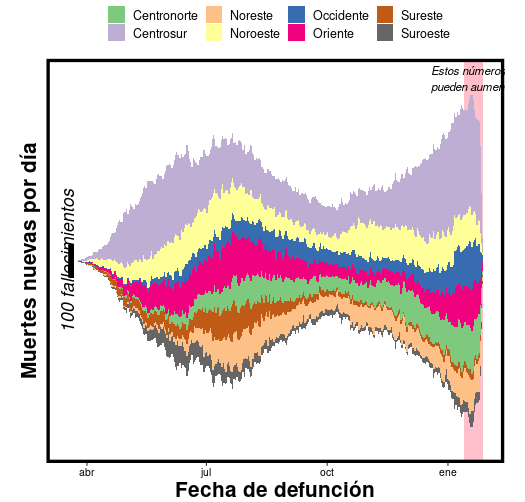 Centronorte Noreste Occidente Sureste
Centrosur Noroeste Oriente Suroeste
Estos números
pueden aumen
Muertes nuevas por día
100 fallecimientos
abr jul oct ene
Fecha de defunción